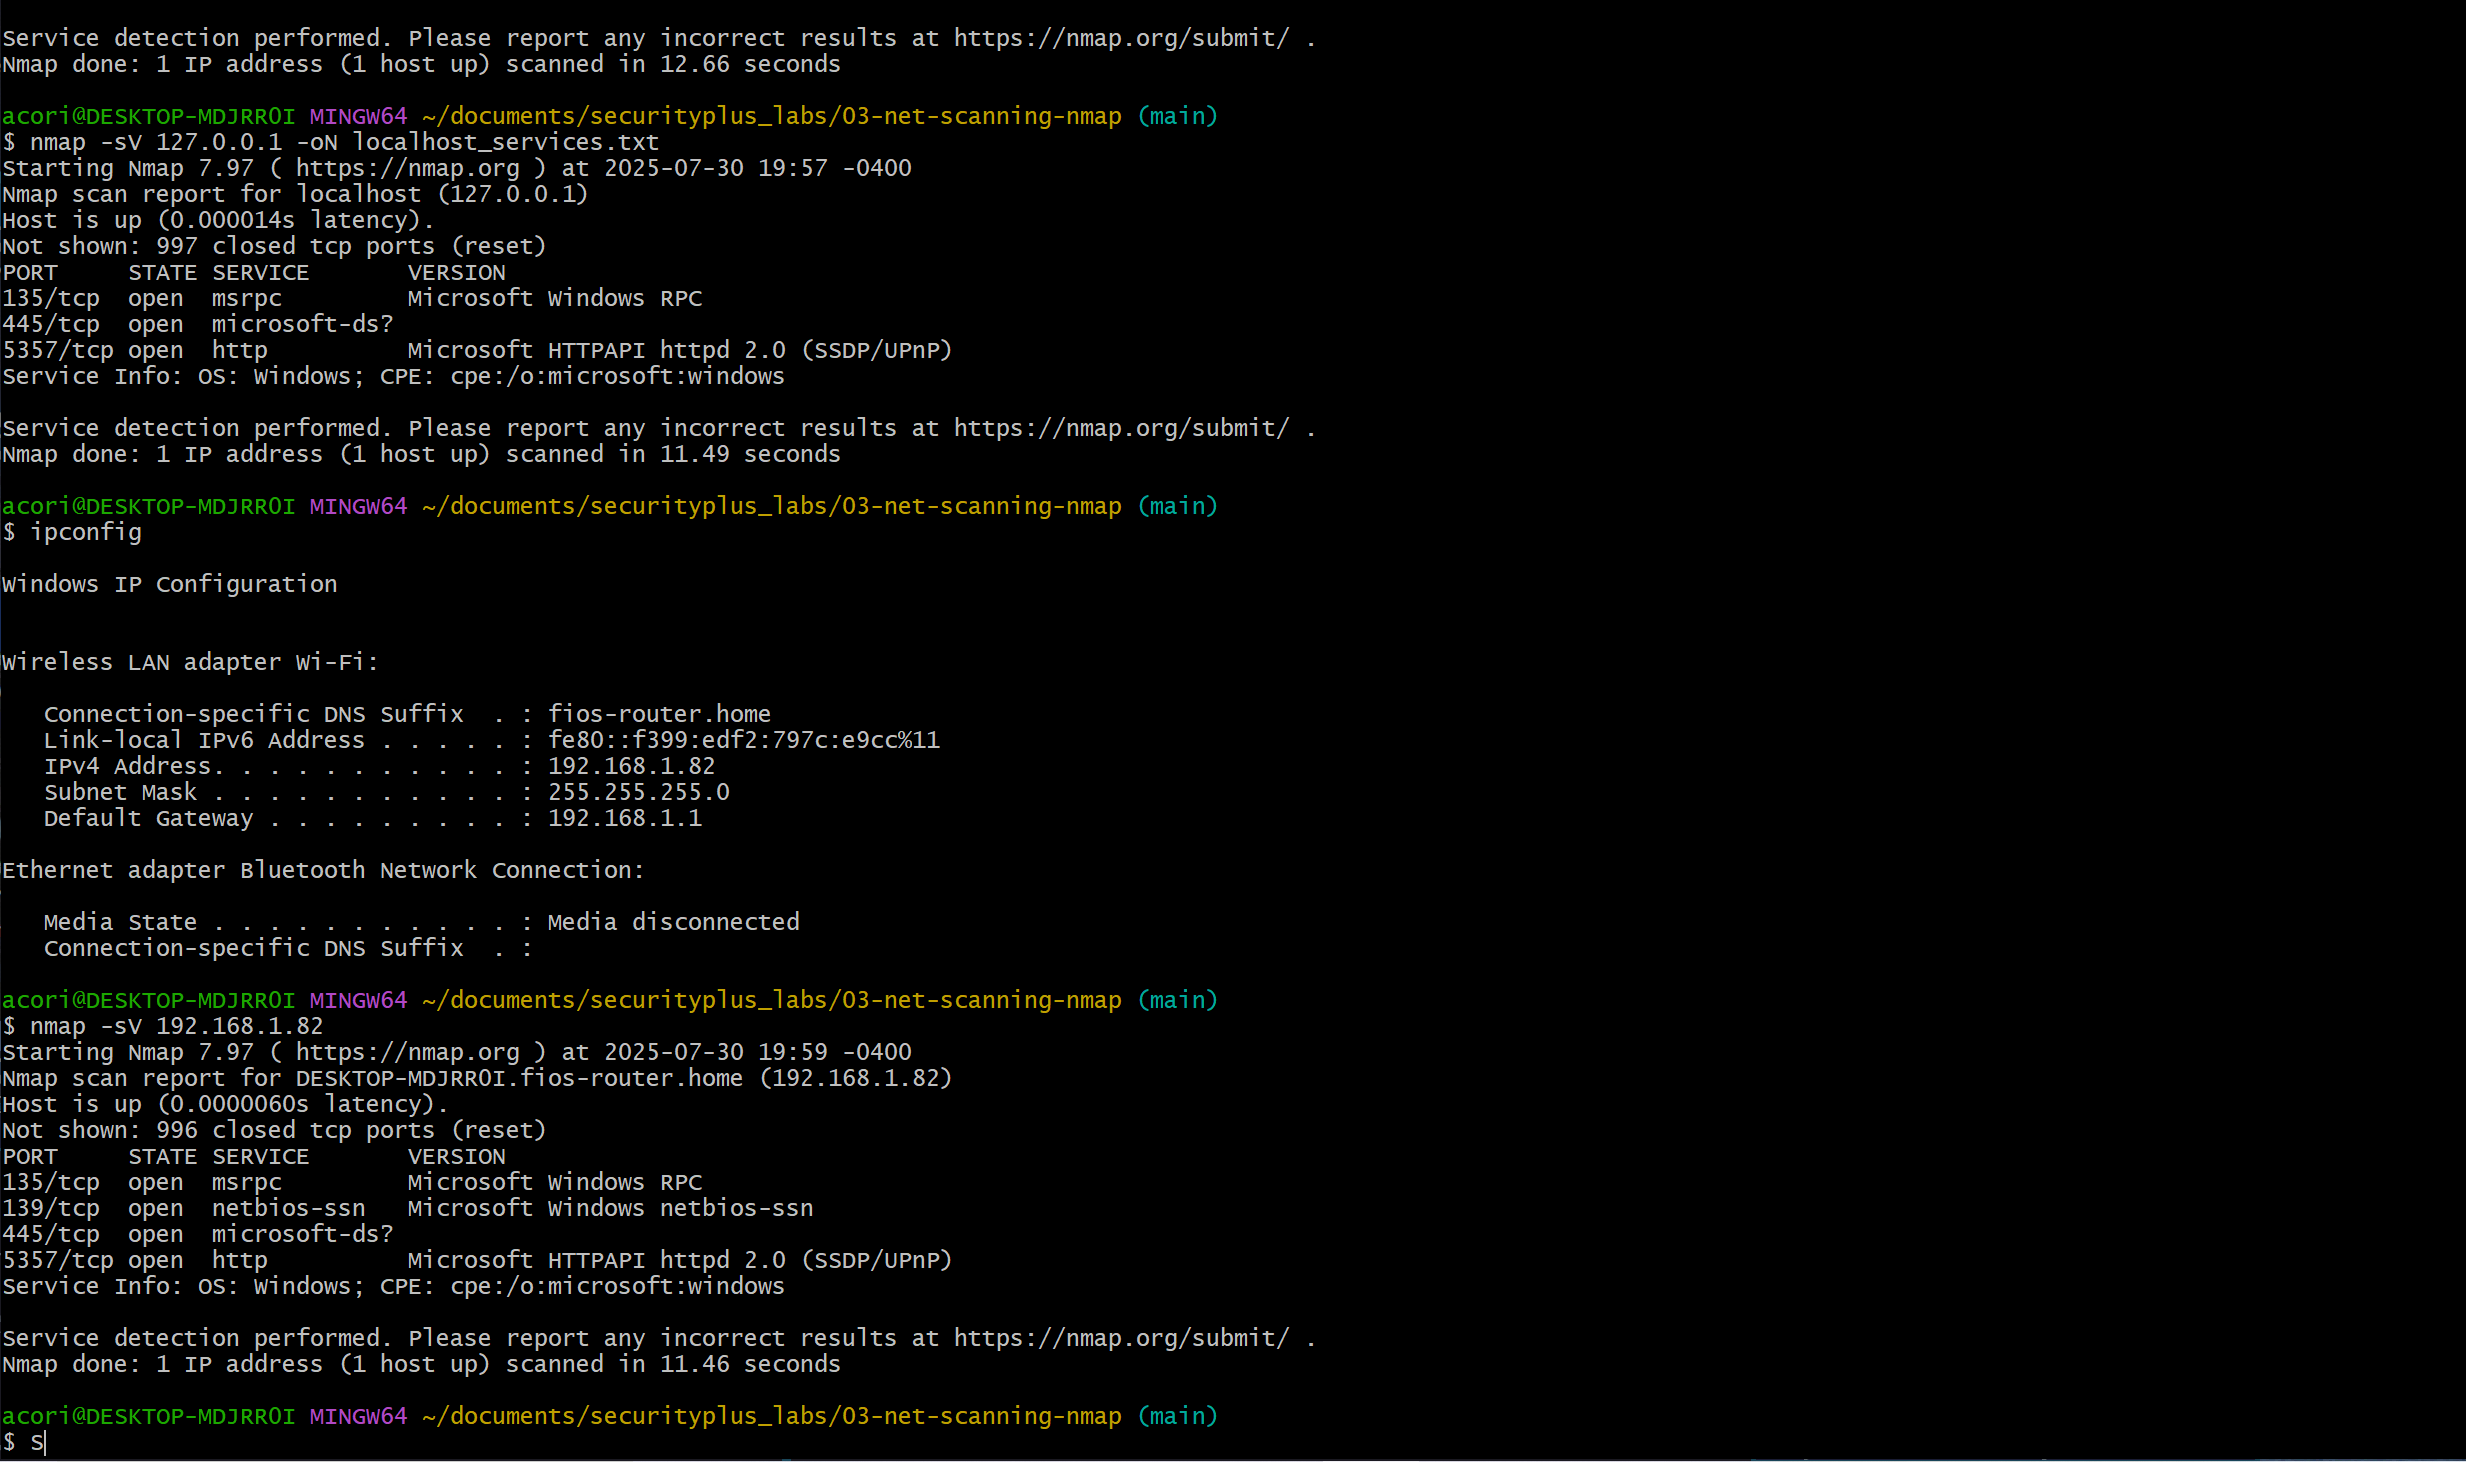 Service detection performed. Please report any incorrect results at https://nmap.org/submit/ .
Nmap done: 1 IP address (1 host up) scanned in 12.66 seconds

acori@DESKTOP-MDJRR0I MINGW64 ~/documents/securityplus_labs/03-net-scanning-nmap (main)
$ nmap -sV 127.0.0.1 -oN localhost_services.txt
Starting Nmap 7.97 ( https://nmap.org ) at 2025-07-30 19:57 -0400
Nmap scan report for localhost (127.0.0.1)
Host is up (0.000014s latency).
Not shown: 997 closed tcp ports (reset)
PORT     STATE SERVICE       VERSION
135/tcp  open  msrpc         Microsoft Windows RPC
445/tcp  open  microsoft-ds?
5357/tcp open  http          Microsoft HTTPAPI httpd 2.0 (SSDP/UPnP)
Service Info: OS: Windows; CPE: cpe:/o:microsoft:windows

Service detection performed. Please report any incorrect results at https://nmap.org/submit/ .
Nmap done: 1 IP address (1 host up) scanned in 11.49 seconds

acori@DESKTOP-MDJRR0I MINGW64 ~/documents/securityplus_labs/03-net-scanning-nmap (main)
$ ipconfig

Windows IP Configuration


Wireless LAN adapter Wi-Fi:

   Connection-specific DNS Suffix  . : fios-router.home
   Link-local IPv6 Address . . . . . : fe80::f399:edf2:797c:e9cc%11
   IPv4 Address. . . . . . . . . . . : 192.168.1.82
   Subnet Mask . . . . . . . . . . . : 255.255.255.0
   Default Gateway . . . . . . . . . : 192.168.1.1

Ethernet adapter Bluetooth Network Connection:

   Media State . . . . . . . . . . . : Media disconnected
   Connection-specific DNS Suffix  . :

acori@DESKTOP-MDJRR0I MINGW64 ~/documents/securityplus_labs/03-net-scanning-nmap (main)
$ nmap -sV 192.168.1.82
Starting Nmap 7.97 ( https://nmap.org ) at 2025-07-30 19:59 -0400
Nmap scan report for DESKTOP-MDJRR0I.fios-router.home (192.168.1.82)
Host is up (0.0000060s latency).
Not shown: 996 closed tcp ports (reset)
PORT     STATE SERVICE       VERSION
135/tcp  open  msrpc         Microsoft Windows RPC
139/tcp  open  netbios-ssn   Microsoft Windows netbios-ssn
445/tcp  open  microsoft-ds?
5357/tcp open  http          Microsoft HTTPAPI httpd 2.0 (SSDP/UPnP)
Service Info: OS: Windows; CPE: cpe:/o:microsoft:windows

Service detection performed. Please report any incorrect results at https://nmap.org/submit/ .
Nmap done: 1 IP address (1 host up) scanned in 11.46 seconds

acori@DESKTOP-MDJRR0I MINGW64 ~/documents/securityplus_labs/03-net-scanning-nmap (main)
$ S